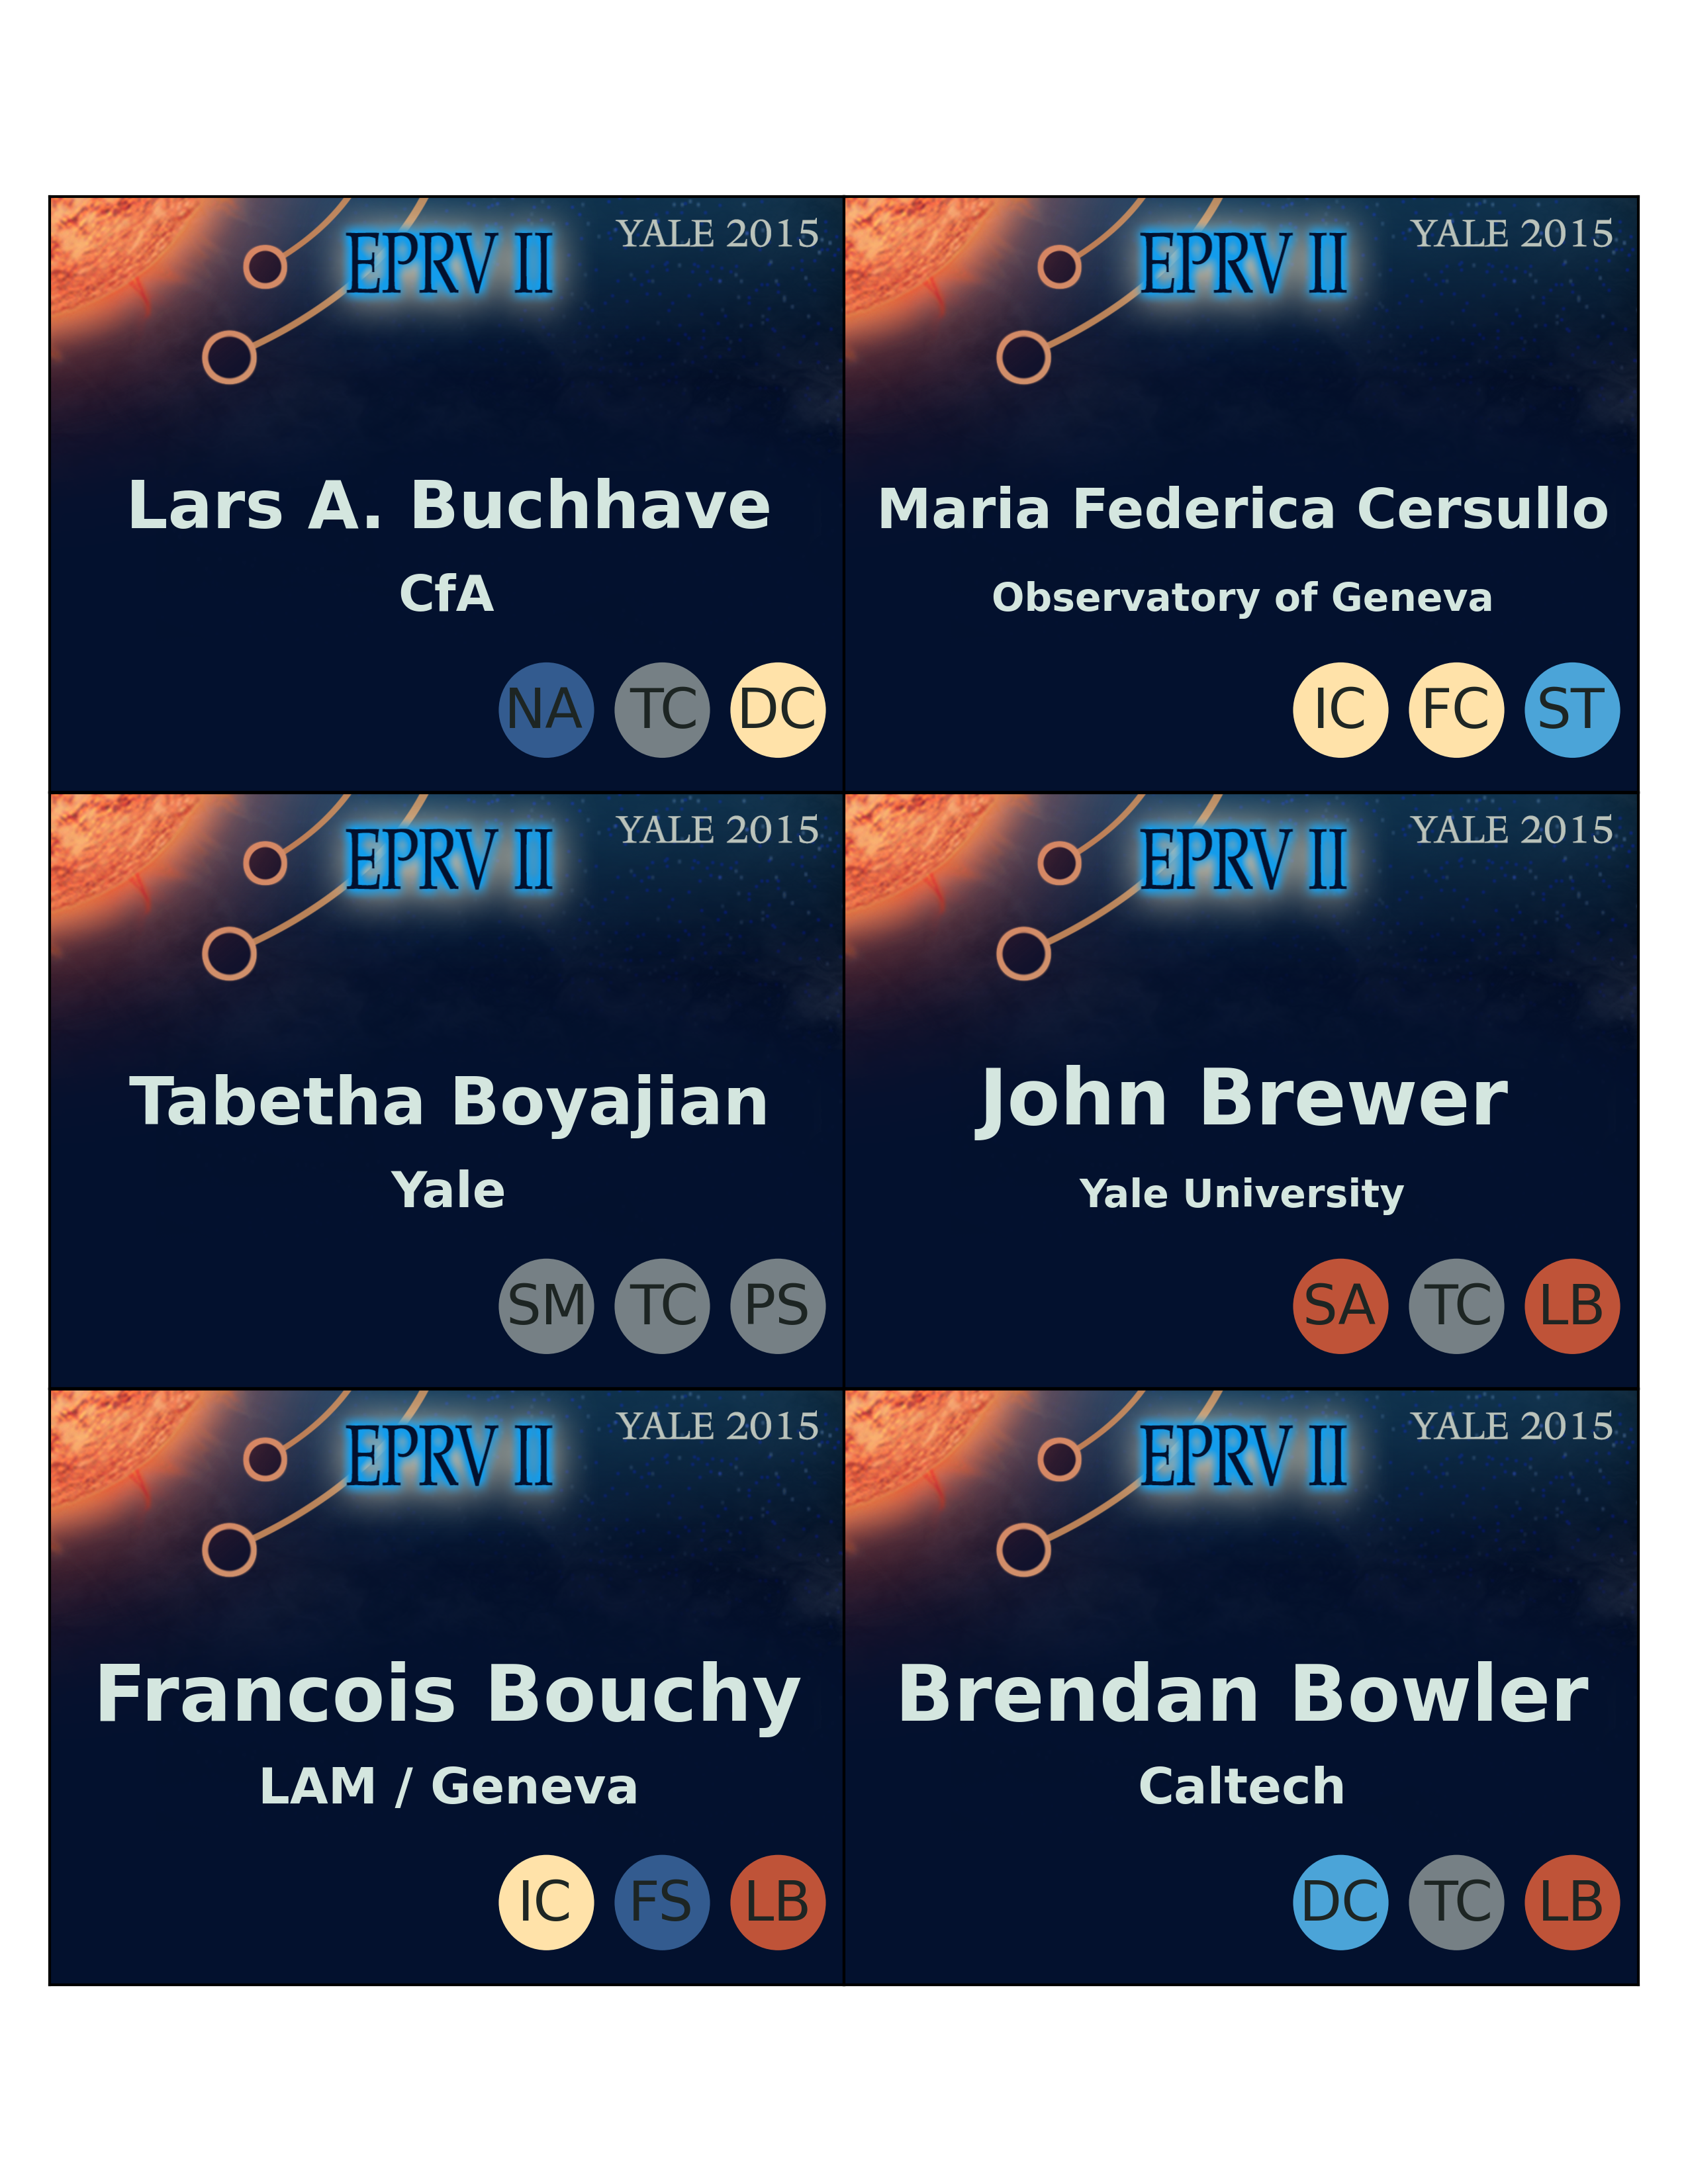 EPRV II
YALE 2015
Lars A. Buchhave
CfA
NA TC DC
EPRV II
YALE 2015
Maria Federica Cersullo
Observatory of Geneva
IC FC ST
EPRV II
YALE 2015
Tabetha Boyajian
Yale
SM TC PS
EPRV II
YALE 2015
John Brewer
Yale University
SA TC LB
EPRV II
YALE 2015
Francois Bouchy
LAM / Geneva
IC FS LB
EPRV II
YALE 2015
Brendan Bowler
Caltech
DC TC LB